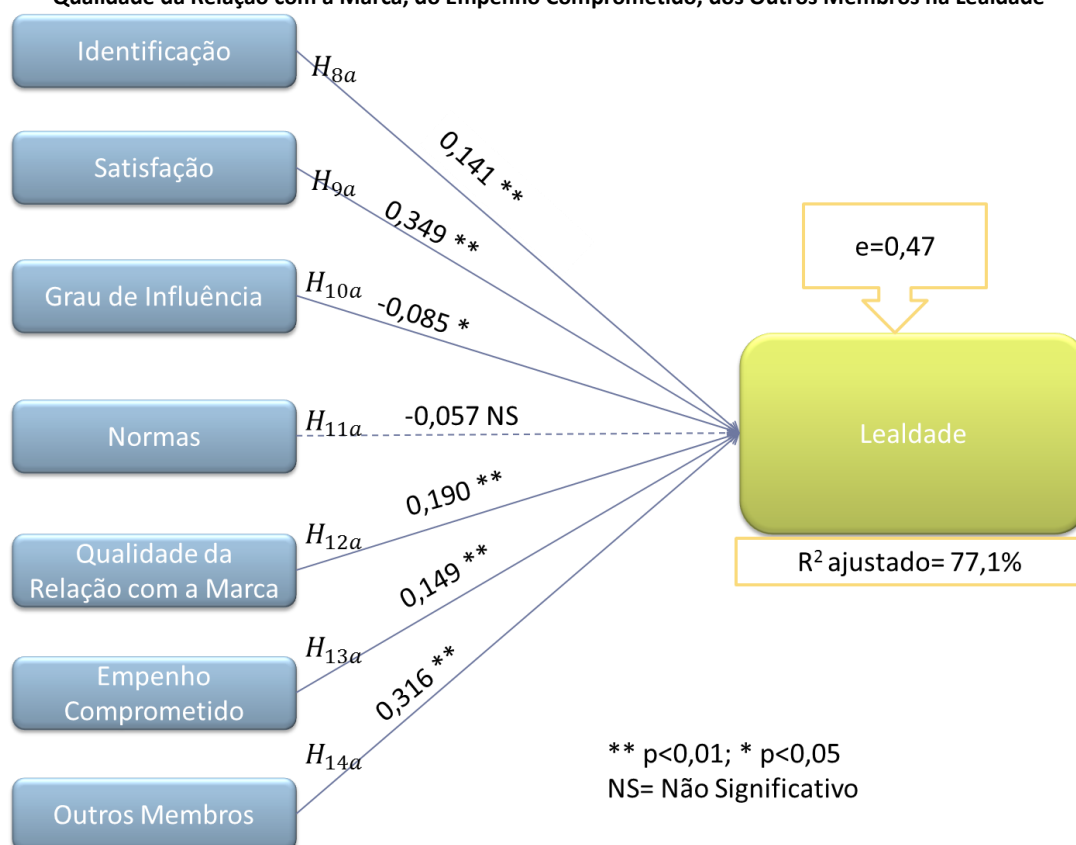 Qualidade da Relação com a Marca, do Empenho Comprometido, dos Outros Membros na Lealdade
Identificação
H8a
0,141 **
Satisfação
H9a
0,349 **
e=0,47
Grau de Influência
H10a
-0,085 *
Normas
H11a
-0,057 NS
Lealdade
0,190 **
H12a
Qualidade da
Relação com a Marca
R² ajustado= 77,1%
0,149 **
H13a
Empenho
Comprometido
0,316 **
H14a
Outros Membros
** p<0,01; * p<0,05
NS= Não Significativo